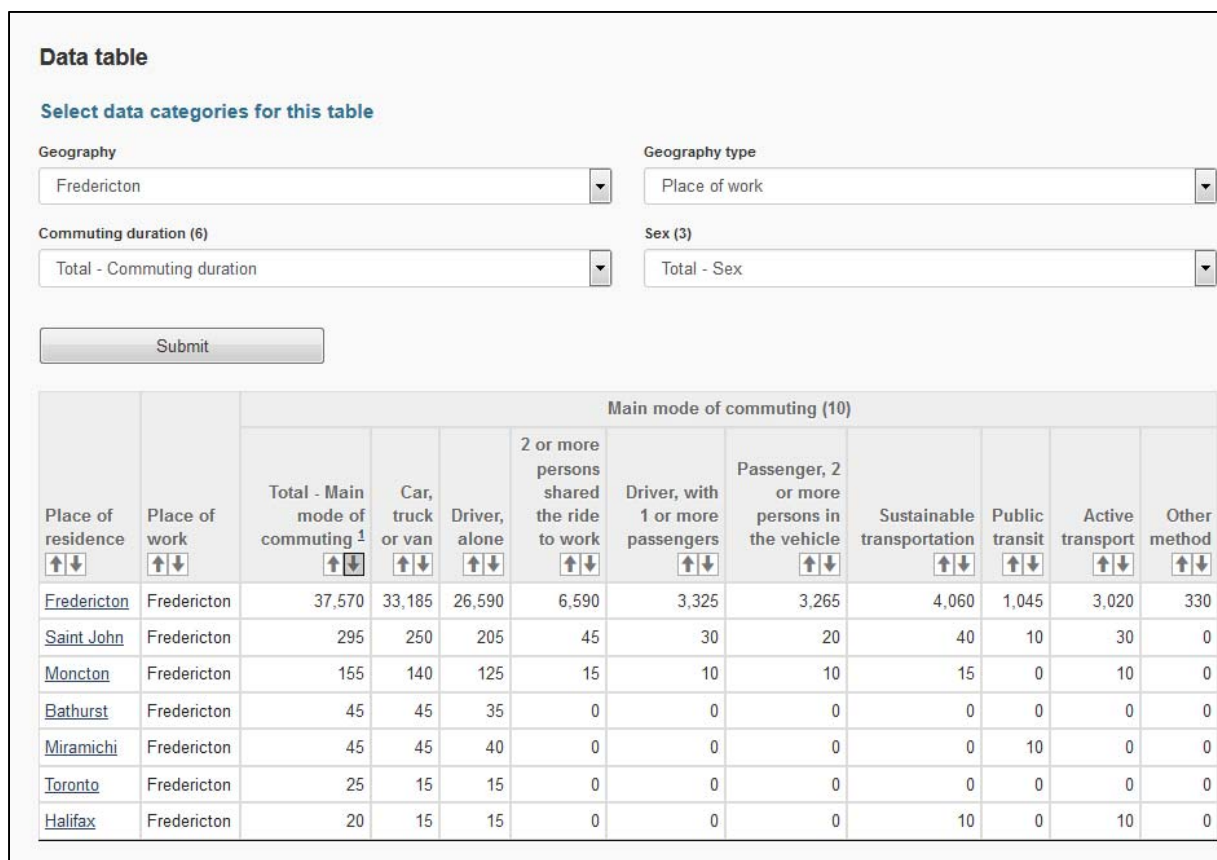 Data table
Select data categories for this table
Geography
Fredericton
Geography type
Place of work
Commuting duration (6)
Total - Commuting duration
Sex (3)
Total - Sex
Submit
Main mode of commuting (10)
Place of
residence
Place of
work
Total - Main
mode of
commuting 1
Car,
truck
or van
Driver,
alone
2 or more
persons
shared
the ride
to work
Driver, with
1 or more
passengers
Passenger, 2
or more
persons in
the vehicle
Sustainable
transportation
Public
transit
Active
transport
Other
method
Fredericton Fredericton 37,570 33,185 26,590 6,590 3,325 3,265 4,060 1,045 3,020 330
Saint John Fredericton 295 250 205 45 30 20 40 10 30 0
Moncton Fredericton 155 140 125 15 10 10 15 0 10 0
Bathurst Fredericton 45 45 35 0 0 0 0 0 0 0
Miramichi Fredericton 45 45 40 0 0 0 0 10 0 0
Toronto Fredericton 25 15 15 0 0 0 0 0 0 0
Halifax Fredericton 20 15 15 0 0 0 10 0 10 0